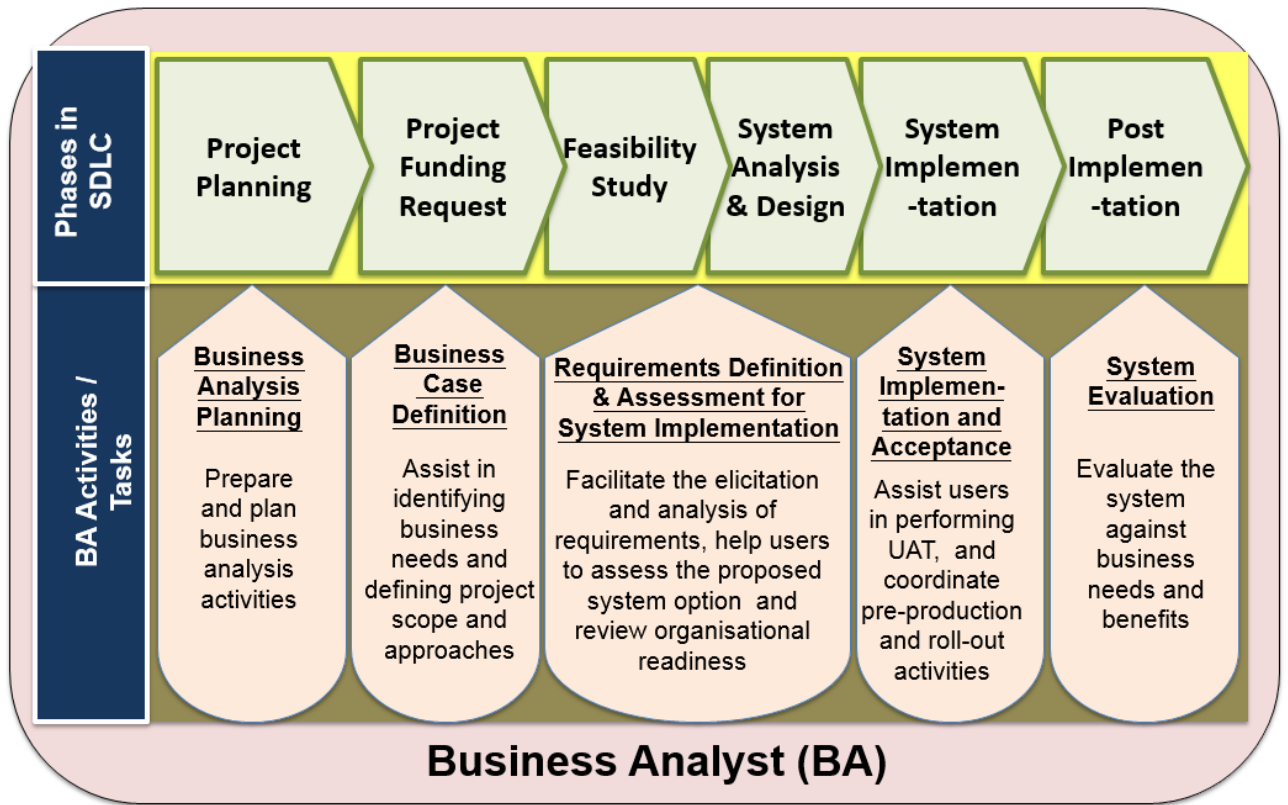 Phases in
SDLC
Project
Planning
Project
Funding
Request
Feasibility
Study
System
Analysis
& Design
System
Implemen
-tation
Post
Implemen
-tation
BA Activities /
Tasks
Business
Analysis
Planning
Prepare
and plan
business
analysis
activities
Business
Case
Definition
Assist in
identifying
business
needs and
defining project
scope and
approaches
Requirements Definition
& Assessment for
System Implementation
Facilitate the elicitation
and analysis of
requirements, help users
to assess the proposed
system option and
review organisational
readiness
System
Implemen-
tation and
Acceptance
Assist users
in performing
UAT, and
coordinate
pre-production
and roll-out
activities
System
Evaluation
Evaluate the
system
against
business
needs and
benefits
Business Analyst (BA)